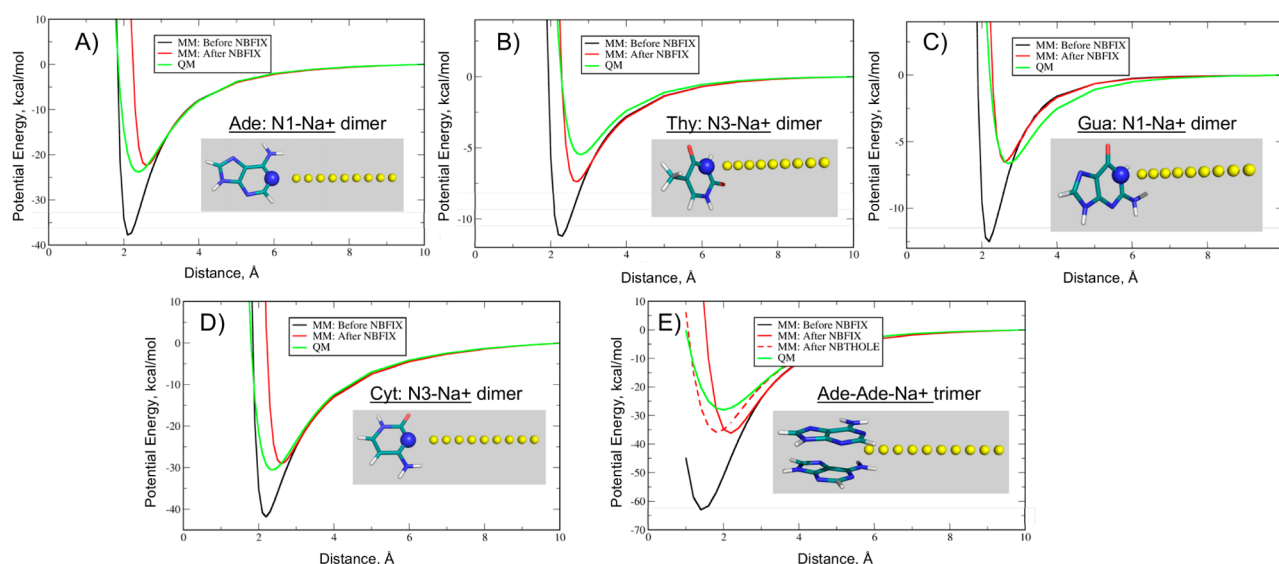 A)
MM: Before NBFIX
MM: After NBFIX
QM
Ade: N1-Na+ dimer
Potential Energy, kcal/mol
10
0
-10
-20
-30
-40
0 2 4 6 8 10
Distance, Å
B)
MM: Before NBFIX
MM: After NBFIX
QM
Thy: N3-Na+ dimer
Potential Energy, kcal/mol
0
-5
-10
0 2 4 6 8 10
Distance, Å
C)
MM: Before NBFIX
MM: After NBFIX
QM
Gua: N1-Na+ dimer
Potential Energy, kcal/mol
0
-5
-10
0 2 4 6 8 10
Distance, Å
D)
MM: Before NBFIX
MM: After NBFIX
QM
Cyt: N3-Na+ dimer
Potential Energy, kcal/mol
10
0
-10
-20
-30
-40
0 2 4 6 8 10
Distance, Å
E)
MM: Before NBFIX
MM: After NBFIX
MM: After NBTHOLE
QM
Ade-Ade-Na+ trimer
Potential Energy, kcal/mol
10
0
-10
-20
-30
-40
-50
-60
-70
0 2 4 6 8 10
Distance, Å